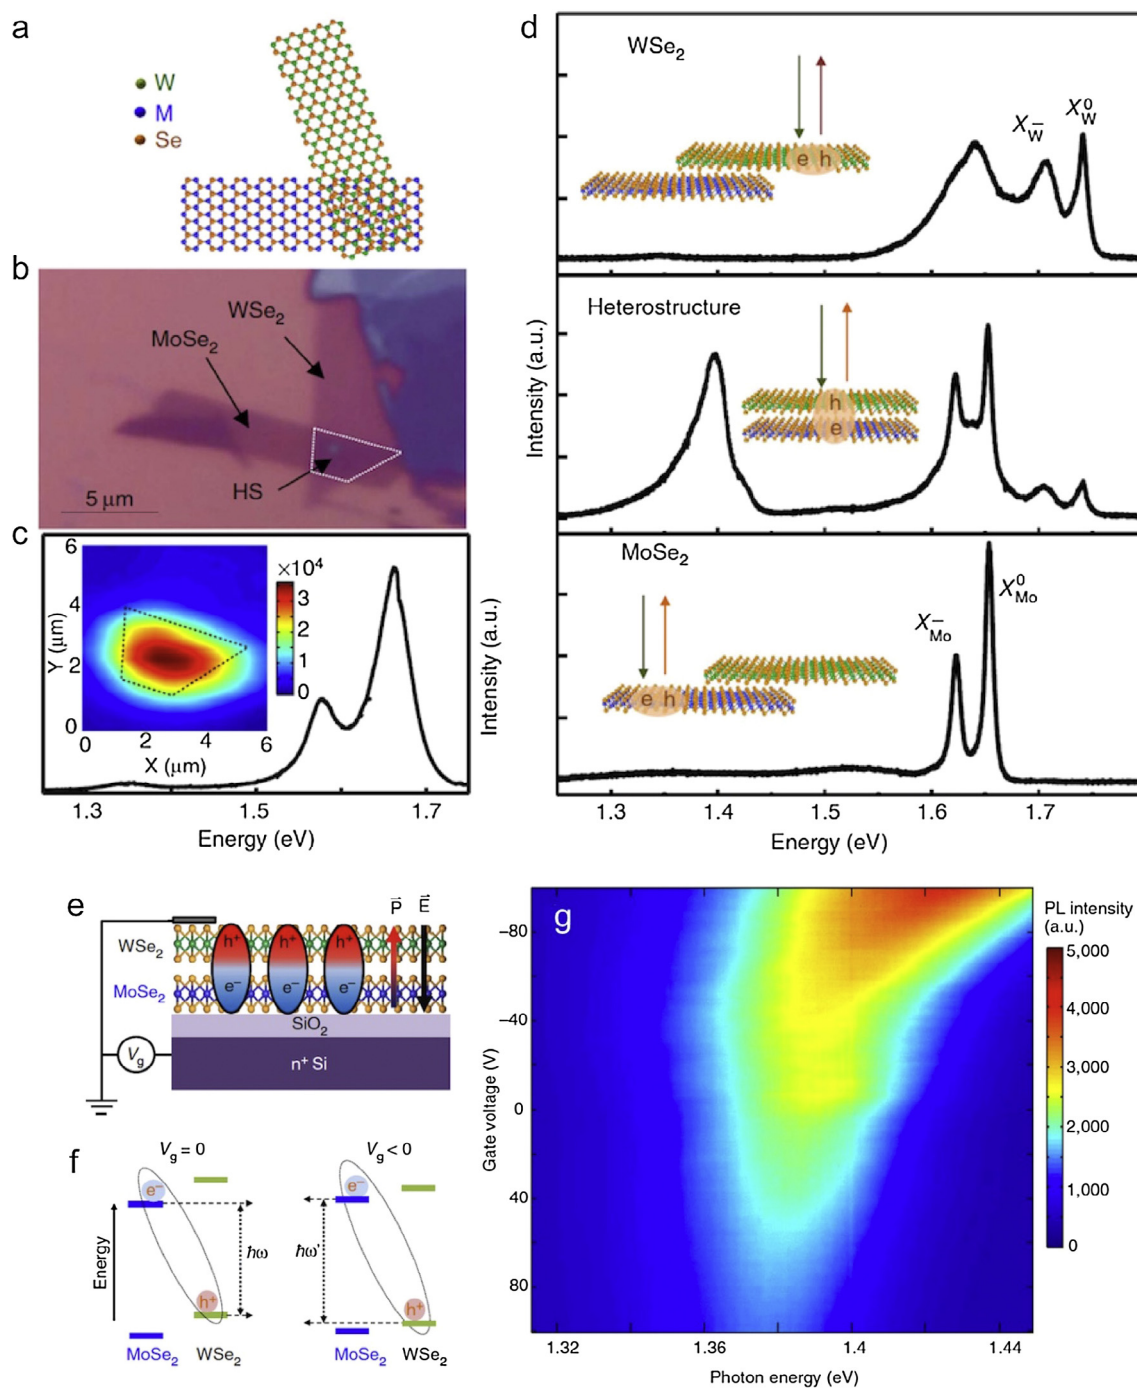 a
W
M
Se
b
WSe2
MoSe2
HS
5 μm
c
6
4
2
0
Y (μm)
0 2 4 6
X (μm)
×10⁴
3
2
1
0
Intensity (a.u.)
1.3 1.5 1.7
Energy (eV)
d
WSe2
e h
X⁻W
X⁰W
Heterostructure
h
e
Intensity (a.u.)
MoSe2
e h
X⁻Mo
X⁰Mo
1.3 1.4 1.5 1.6 1.7
Energy (eV)
e
P⃗ E⃗
WSe2
h⁺ h⁺ h⁺
MoSe2
e⁻ e⁻ e⁻
SiO2
Vg
n⁺ Si
f
Vg = 0
Vg < 0
e⁻
e⁻
Energy
ħω
ħω'
h⁺
h⁺
MoSe2 WSe2
MoSe2 WSe2
g
Gate voltage (V)
−80
−40
0
40
80
1.32 1.36 1.4 1.44
Photon energy (eV)
PL intensity
(a.u.)
5,000
4,000
3,000
2,000
1,000
0